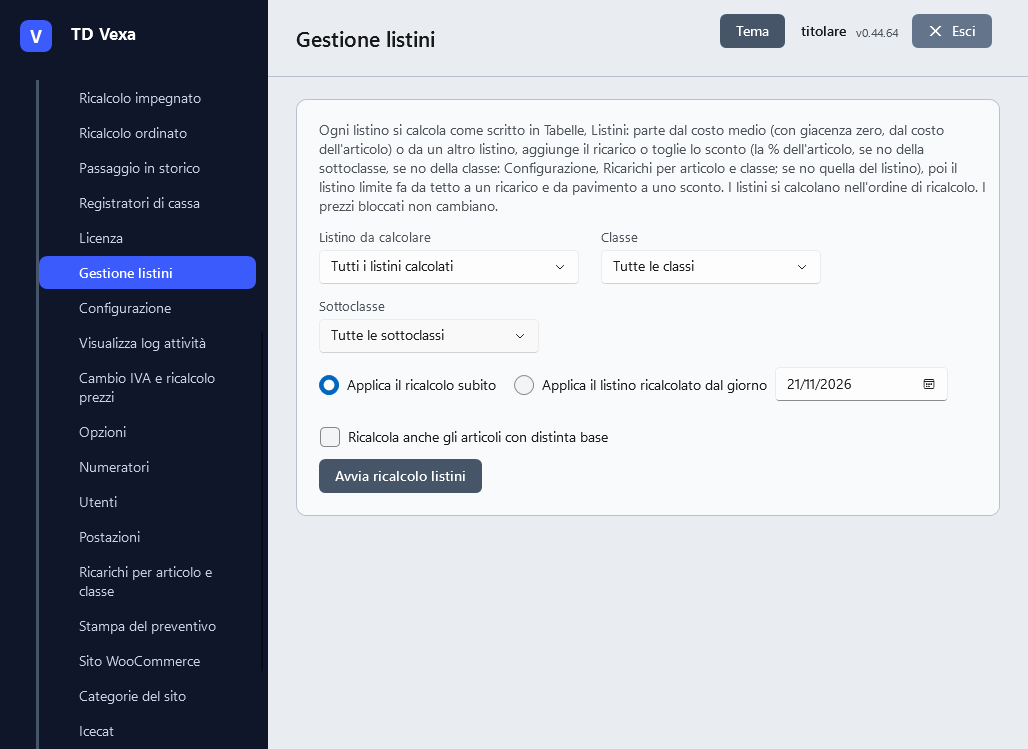 V
TD Vexa
Ricalcolo impegnato
Ricalcolo ordinato
Passaggio in storico
Registratori di cassa
Licenza
Gestione listini
Configurazione
Visualizza log attività
Cambio IVA e ricalcolo
prezzi
Opzioni
Numeratori
Utenti
Postazioni
Ricarichi per articolo e
classe
Stampa del preventivo
Sito WooCommerce
Categorie del sito
Icecat
Gestione listini
Tema
titolare
v0.44.64
Esci
Ogni listino si calcola come scritto in Tabelle, Listini: parte dal costo medio (con giacenza zero, dal costo
dell'articolo) o da un altro listino, aggiunge il ricarico o toglie lo sconto (la % dell'articolo, se no della
sottoclasse, se no della classe: Configurazione, Ricarichi per articolo e classe; se no quella del listino), poi il
listino limite fa da tetto a un ricarico e da pavimento a uno sconto. I listini si calcolano nell'ordine di ricalcolo. I
prezzi bloccati non cambiano.
Listino da calcolare
Classe
Tutti i listini calcolati
Tutte le classi
Sottoclasse
Tutte le sottoclassi
Applica il ricalcolo subito
Applica il listino ricalcolato dal giorno
21/11/2026
Ricalcola anche gli articoli con distinta base
Avvia ricalcolo listini